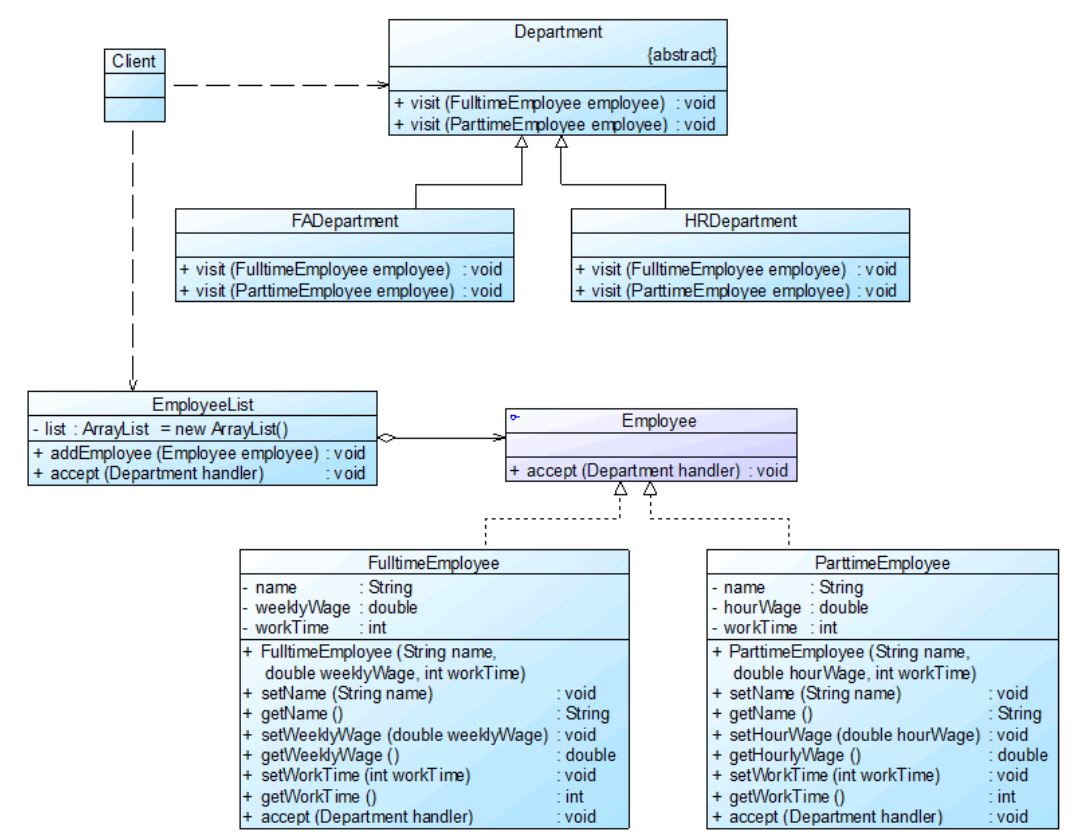 Department
{abstract}
Client
+ visit (FulltimeEmployee employee) : void
+ visit (ParttimeEmployee employee) : void
FADepartment
+ visit (FulltimeEmployee employee) : void
+ visit (ParttimeEmployee employee) : void
HRDepartment
+ visit (FulltimeEmployee employee) : void
+ visit (ParttimeEmployee employee) : void
EmployeeList
- list : ArrayList = new ArrayList()
+ addEmployee (Employee employee) : void
+ accept (Department handler) : void
Employee
+ accept (Department handler) : void
FulltimeEmployee
- name : String
- weeklyWage : double
- workTime : int
+ FulltimeEmployee (String name,
double weeklyWage, int workTime)
+ setName (String name) : void
+ getName () : String
+ setWeeklyWage (double weeklyWage) : void
+ getWeeklyWage () : double
+ setWorkTime (int workTime) : void
+ getWorkTime () : int
+ accept (Department handler) : void
ParttimeEmployee
- name : String
- hourWage : double
- workTime : int
+ ParttimeEmployee (String name,
double hourWage, int workTime)
+ setName (String name) : void
+ getName () : String
+ setHourWage (double hourWage) : void
+ getHourlyWage () : double
+ setWorkTime (int workTime) : void
+ getWorkTime () : int
+ accept (Department handler) : void